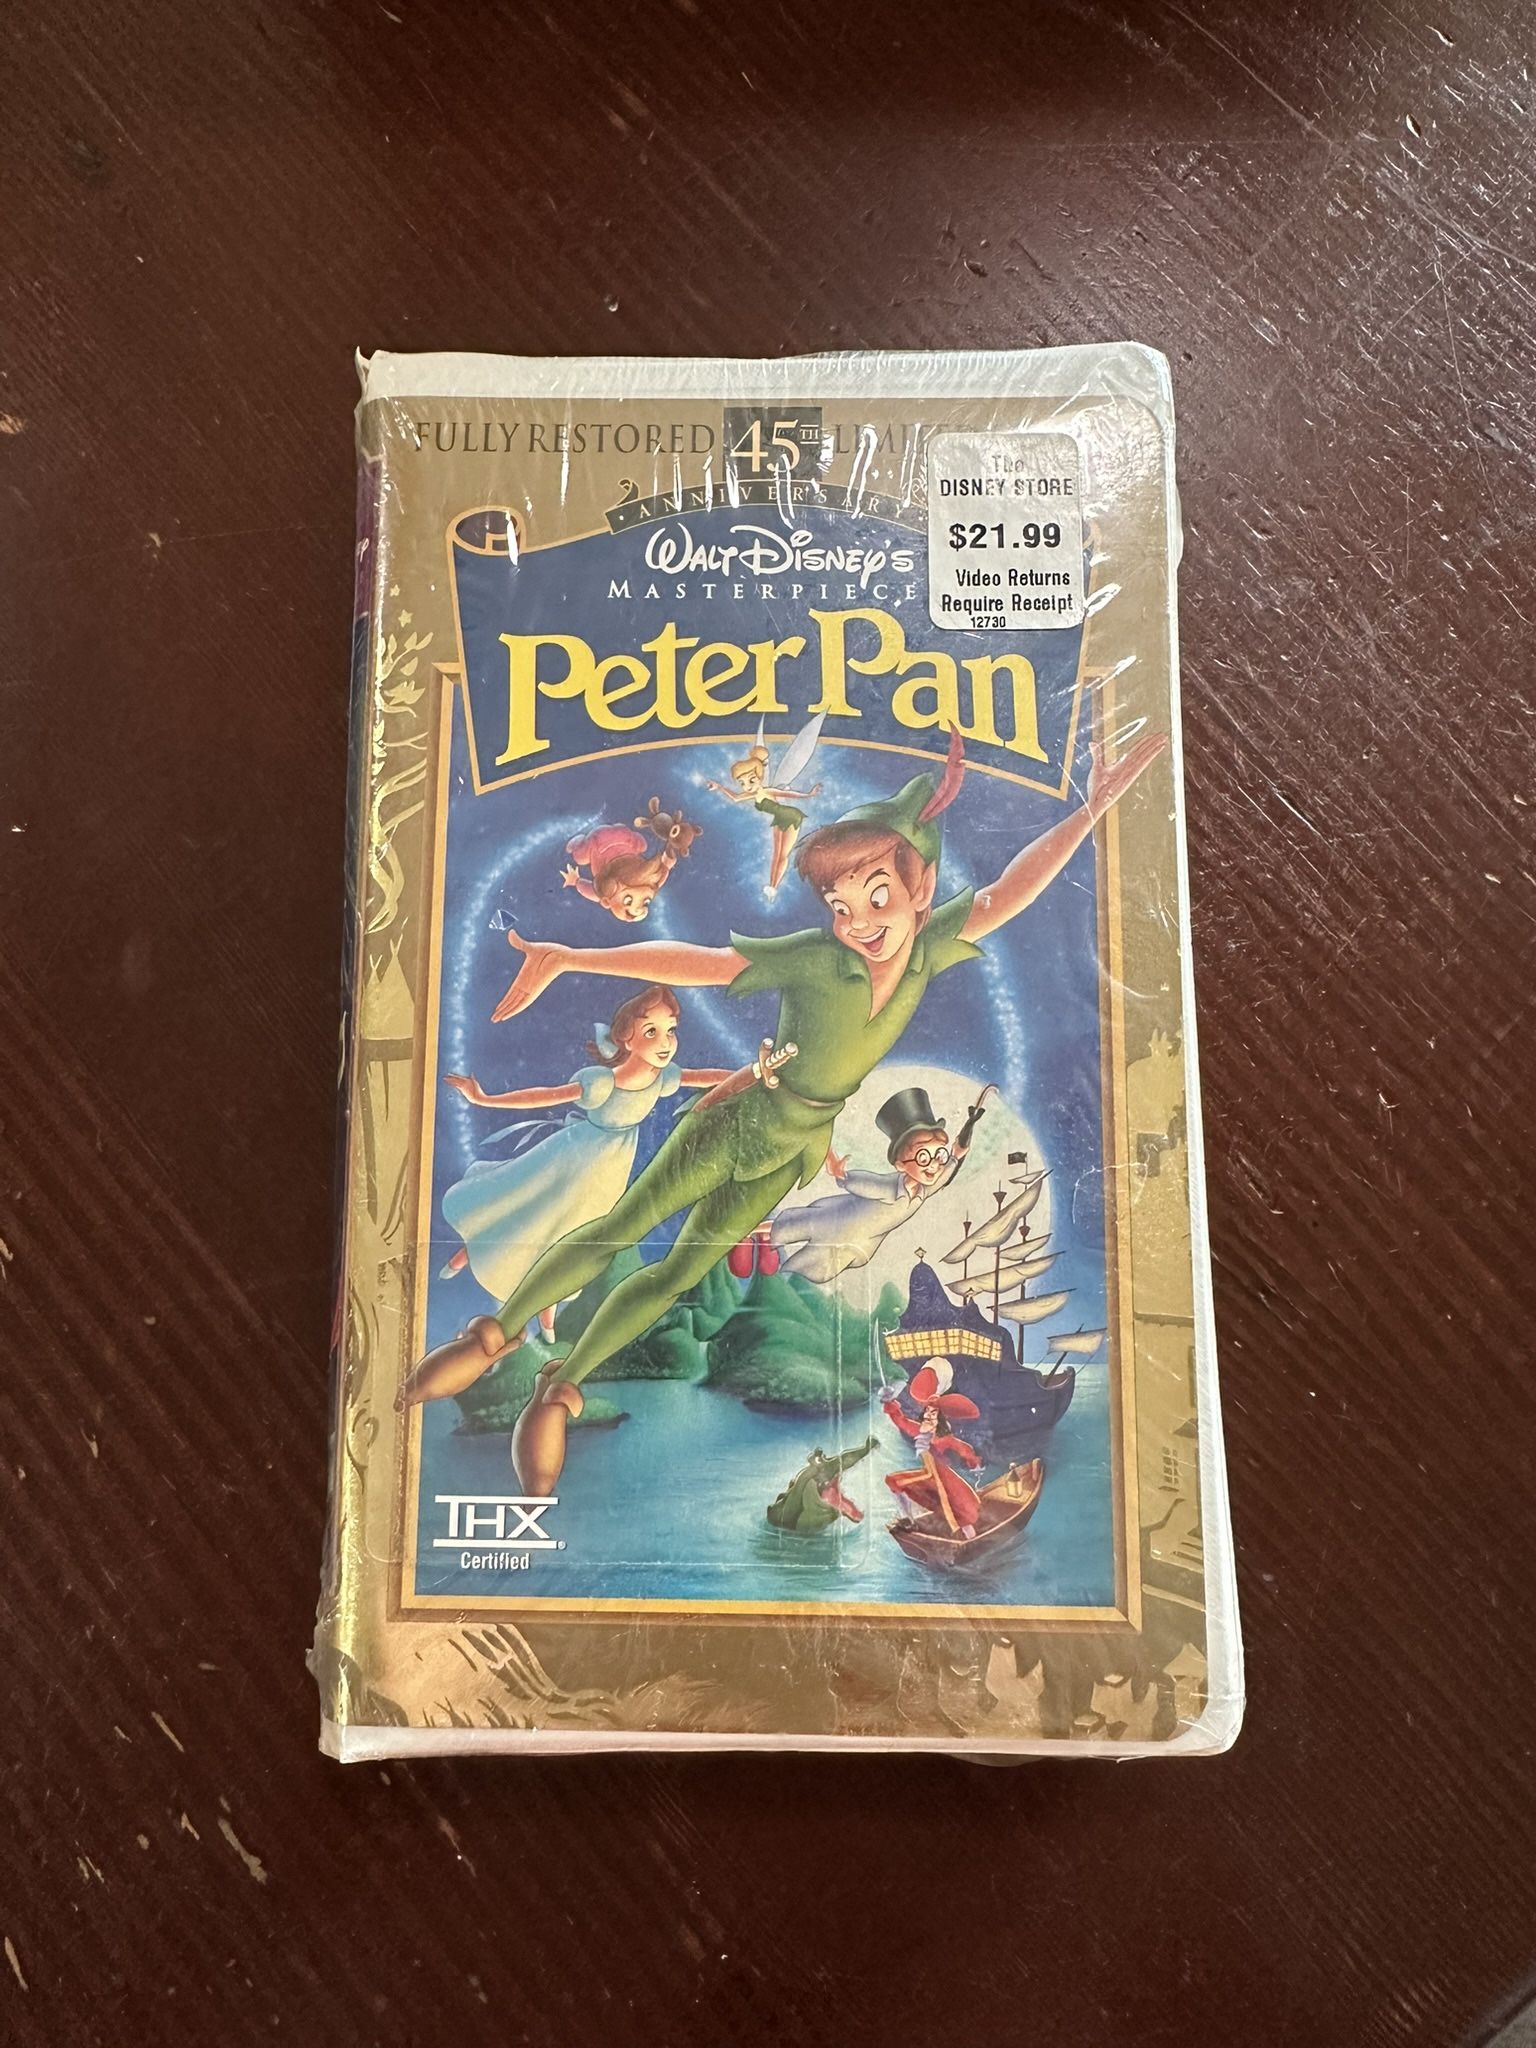 FULLY RESTORED 45TH LIMITED
ANNIVERSARY
WALT DISNEY'S
MASTERPIECE
Peter Pan
The
DISNEY STORE
$21.99
Video Returns
Require Receipt
12730
THX
Certified